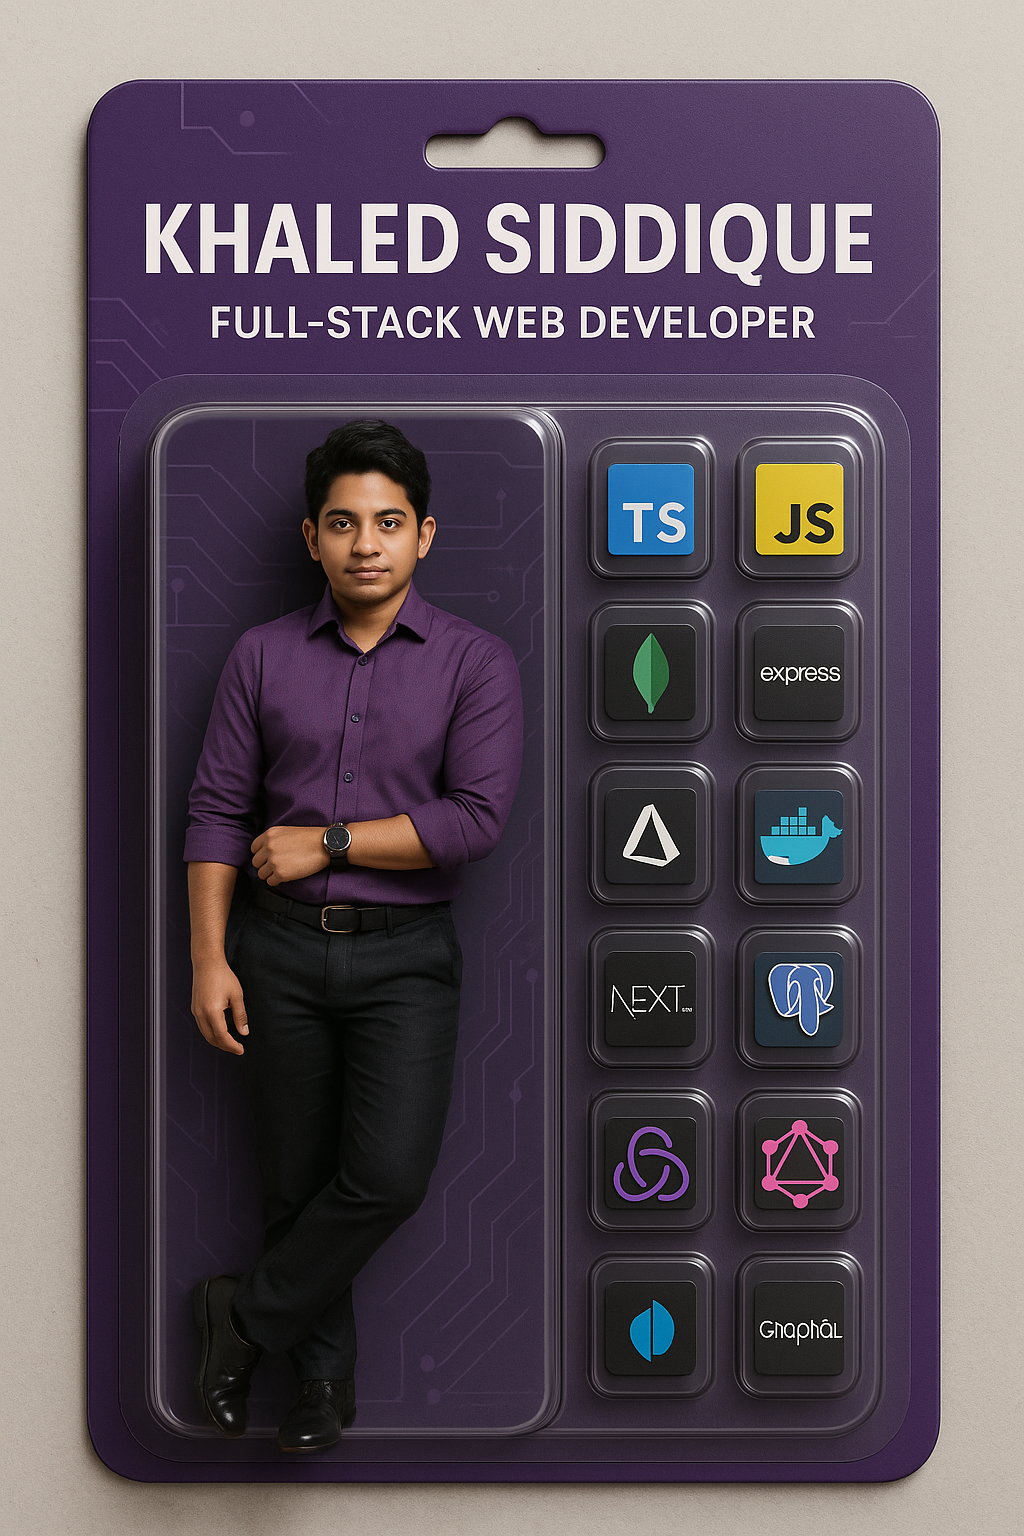 KHALED SIDDIQUE
FULL-STACK WEB DEVELOPER
TS
JS
express
NEXT
GnaphâL